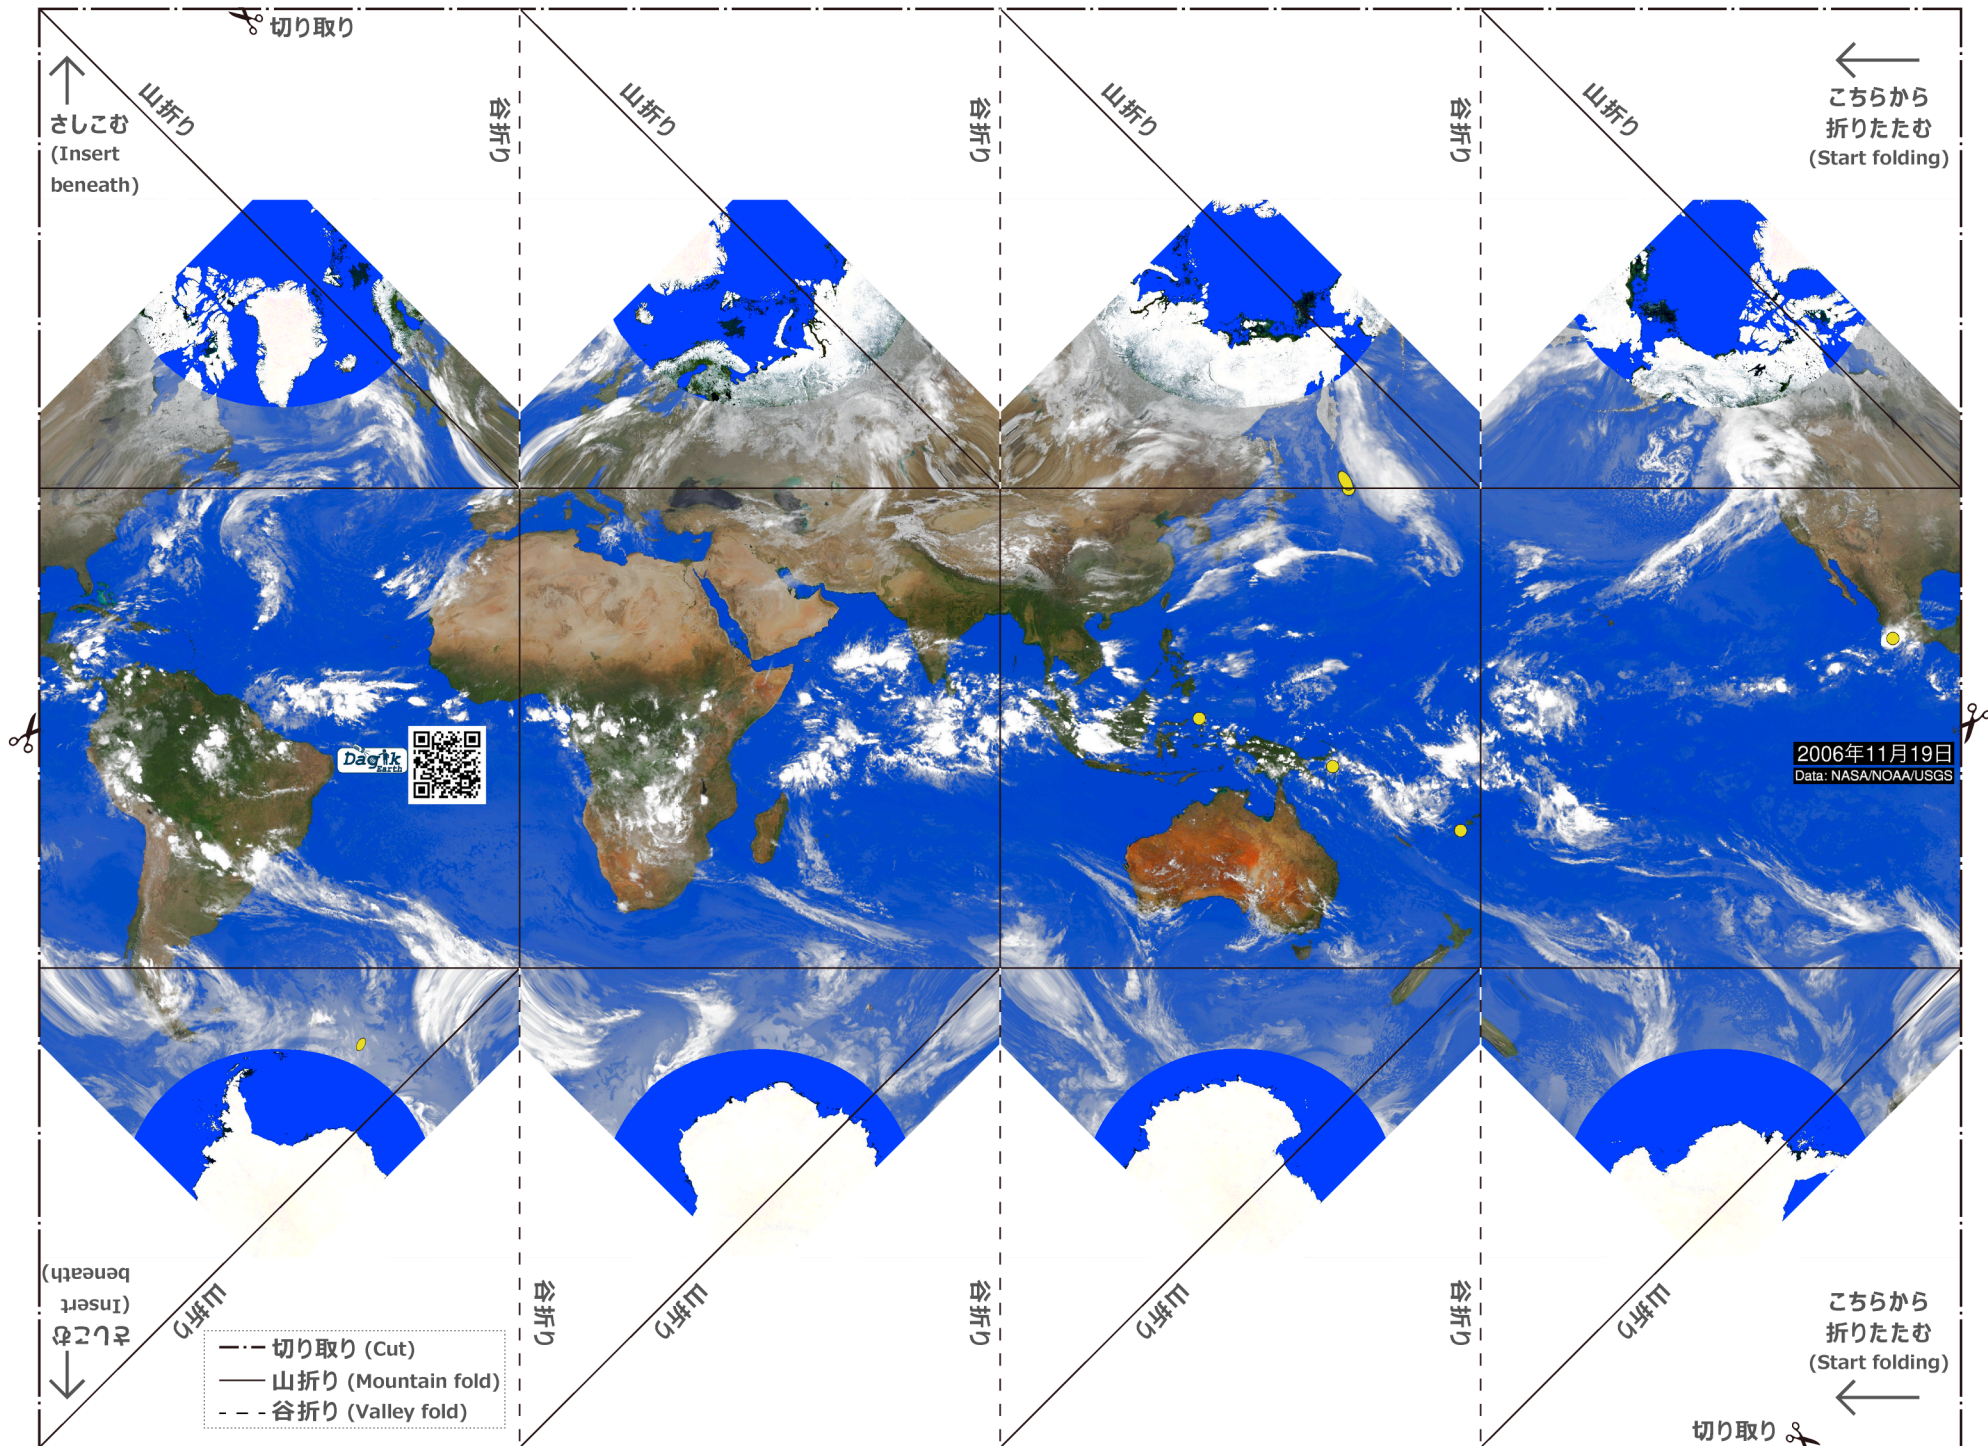 切り取り
さしこむ
(Insert
beneath)
山折り
谷折り
山折り
谷折り
山折り
谷折り
山折り
こちらから
折りたたむ
(Start folding)
Dagik
Earth
2006年11月19日
Data: NASA/NOAA/USGS
さしこむ
(Insert
beneath)
山折り
谷折り
山折り
谷折り
山折り
谷折り
山折り
こちらから
折りたたむ
(Start folding)
切り取り (Cut)
山折り (Mountain fold)
谷折り (Valley fold)
切り取り